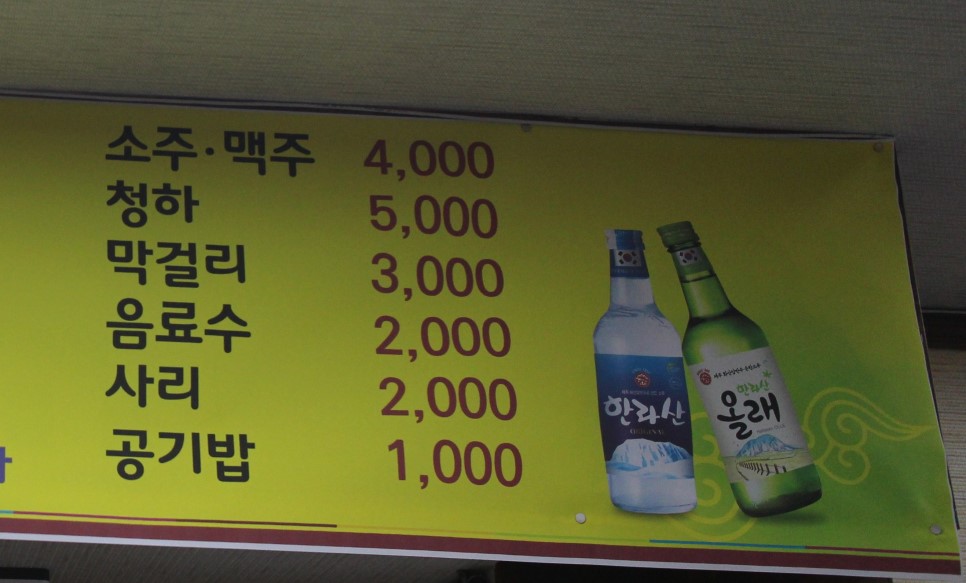 소주·맥주 4,000
청하 5,000
막걸리 3,000
음료수 2,000
사리 2,000
공기밥 1,000
한라산
ORIGINAL
한라산
올래